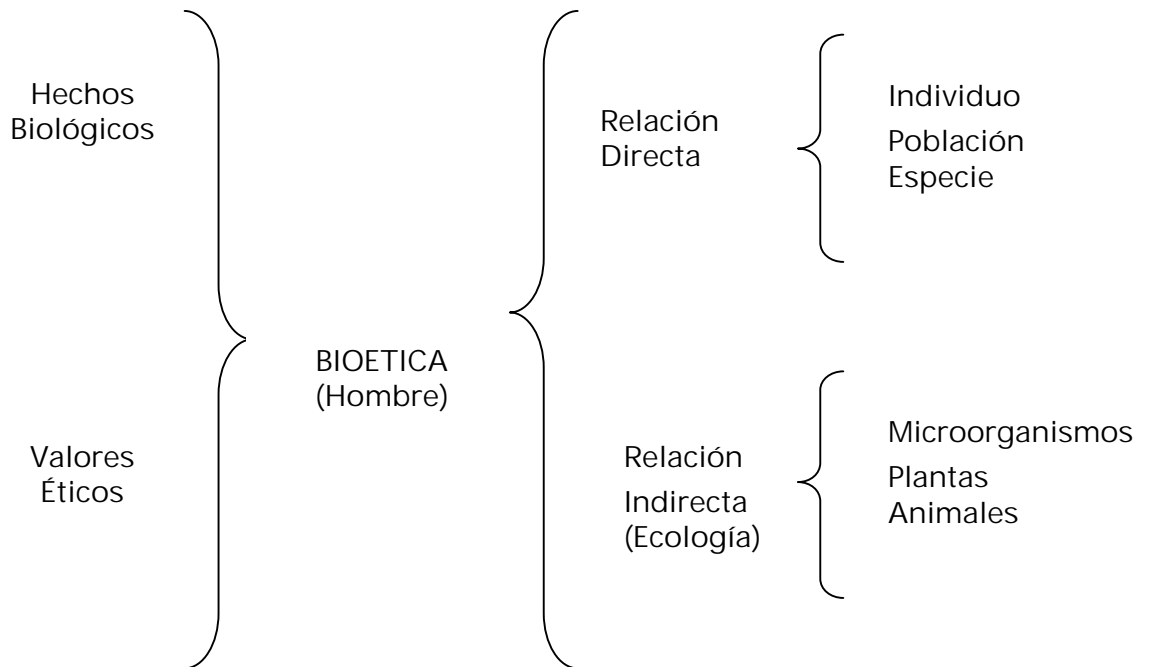 Hechos
Biológicos
Valores
Éticos
BIOETICA
(Hombre)
Relación
Directa
Individuo
Población
Especie
Relación
Indirecta
(Ecología)
Microorganismos
Plantas
Animales